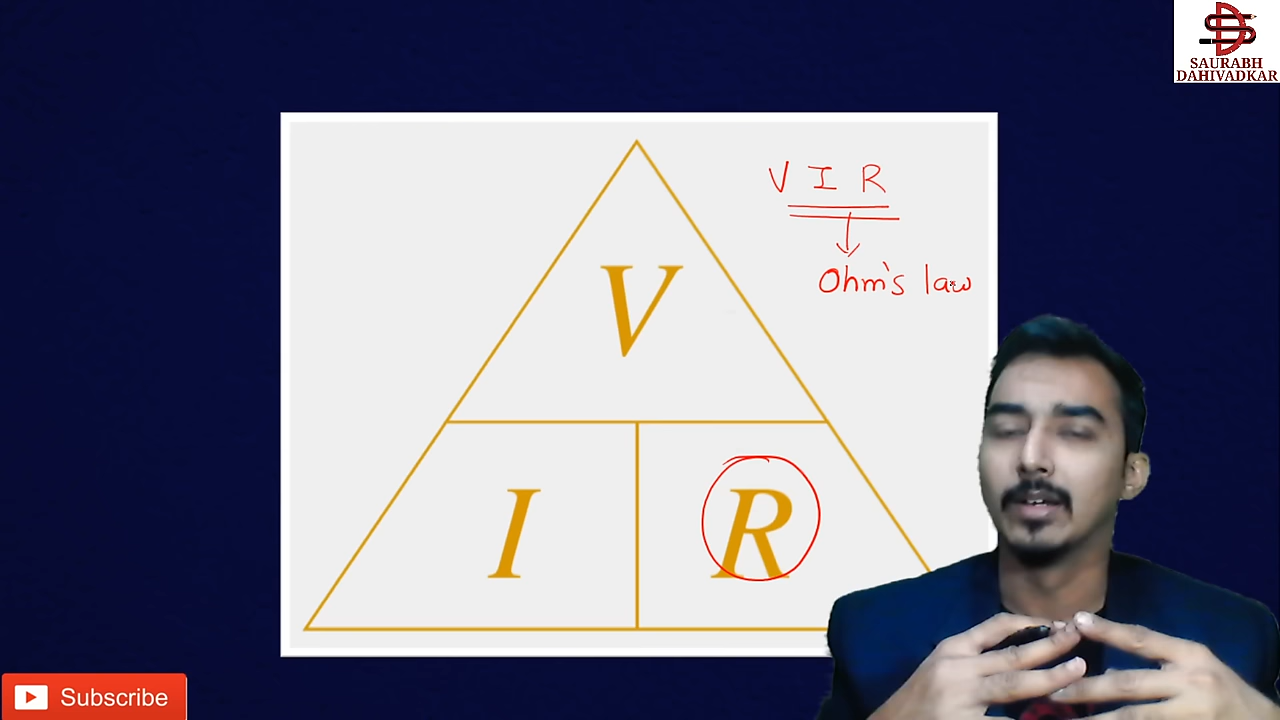 SAURABH
DAHIVADKAR
V I R
Ohm's law
V
I R
Subscribe